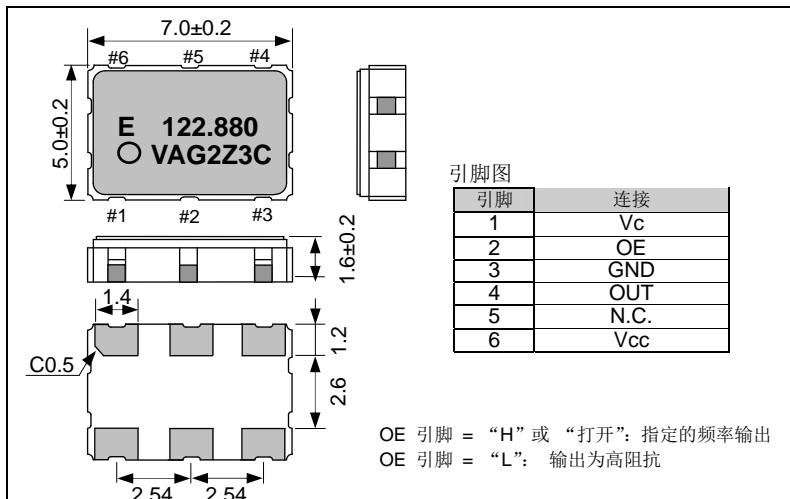 7.0±0.2
#6 #5 #4
5.0±0.2
E 122.880
VAG2Z3C
#1 #2 #3
1.6±0.2
1.4
C0.5
1.2
2.6
2.54 2.54
引脚图
引脚 连接
1 Vc
2 OE
3 GND
4 OUT
5 N.C.
6 Vcc
OE 引脚 = “H”或 “打开”: 指定的频率输出
OE 引脚 = “L”: 输出为高阻抗